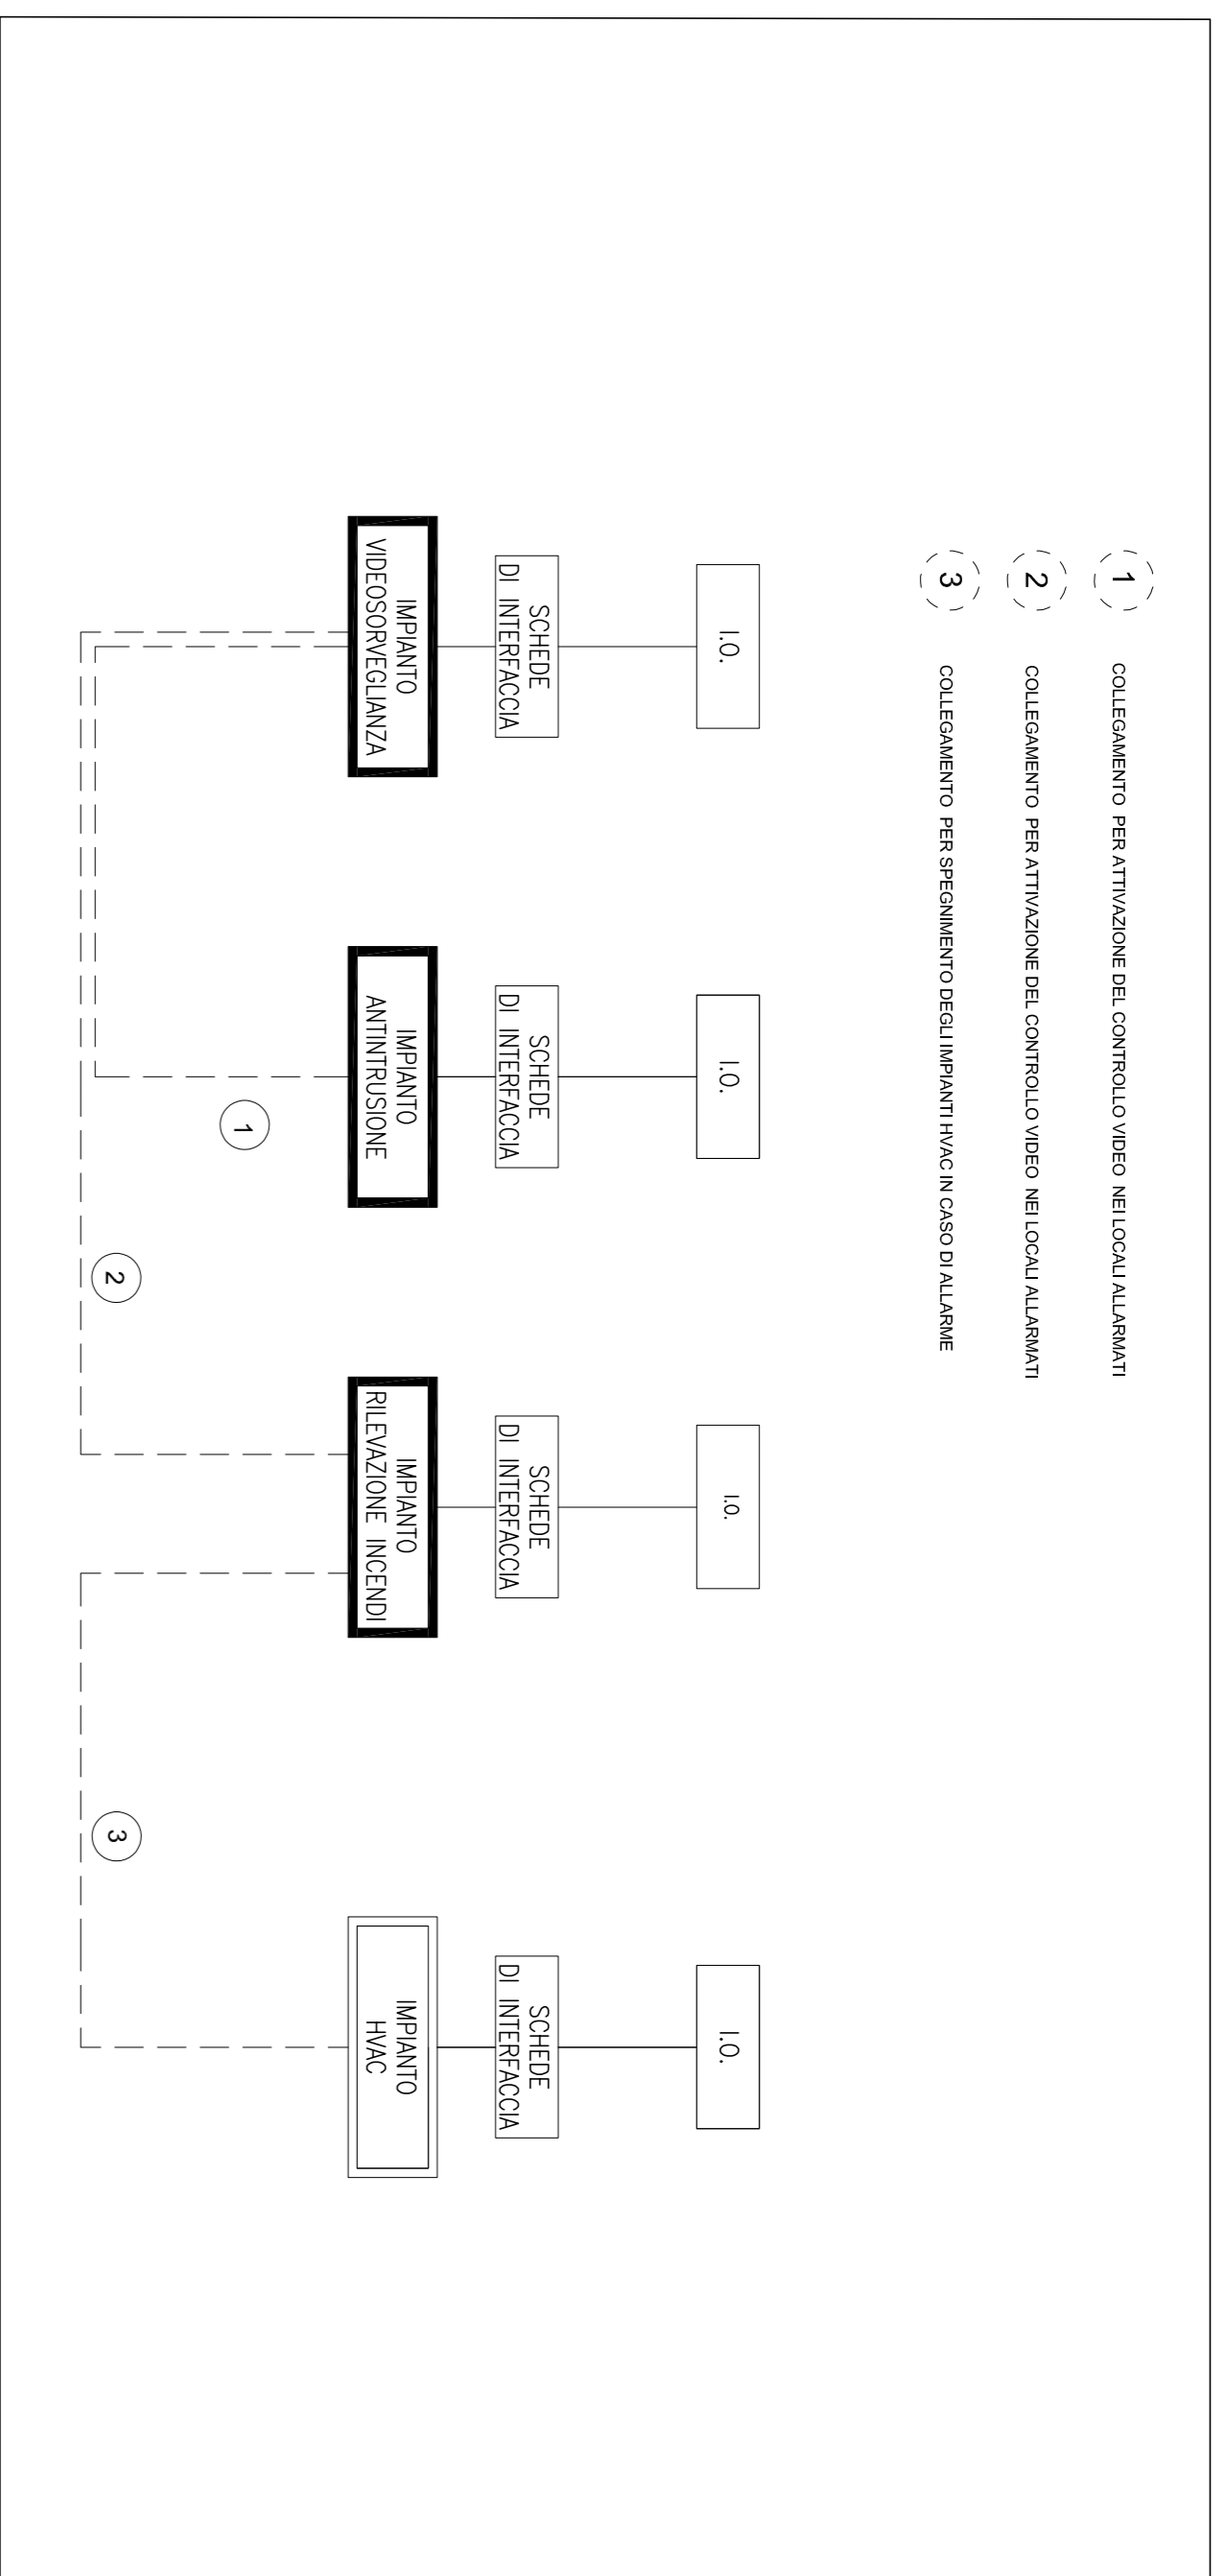 1 COLLEGAMENTO PER ATTIVAZIONE DEL CONTROLLO VIDEO NEI LOCALI ALLARMATI
2 COLLEGAMENTO PER ATTIVAZIONE DEL CONTROLLO VIDEO NEI LOCALI ALLARMATI
3 COLLEGAMENTO PER SPEGNIMENTO DEGLI IMPIANTI HVAC IN CASO DI ALLARME
I.O.
I.O.
I.O.
I.O.
SCHEDE
DI INTERFACCIA
SCHEDE
DI INTERFACCIA
SCHEDE
DI INTERFACCIA
SCHEDE
DI INTERFACCIA
IMPIANTO
VIDEOSORVEGLIANZA
IMPIANTO
ANTINTRUSIONE
IMPIANTO
RILEVAZIONE INCENDI
IMPIANTO
HVAC
1
2
3